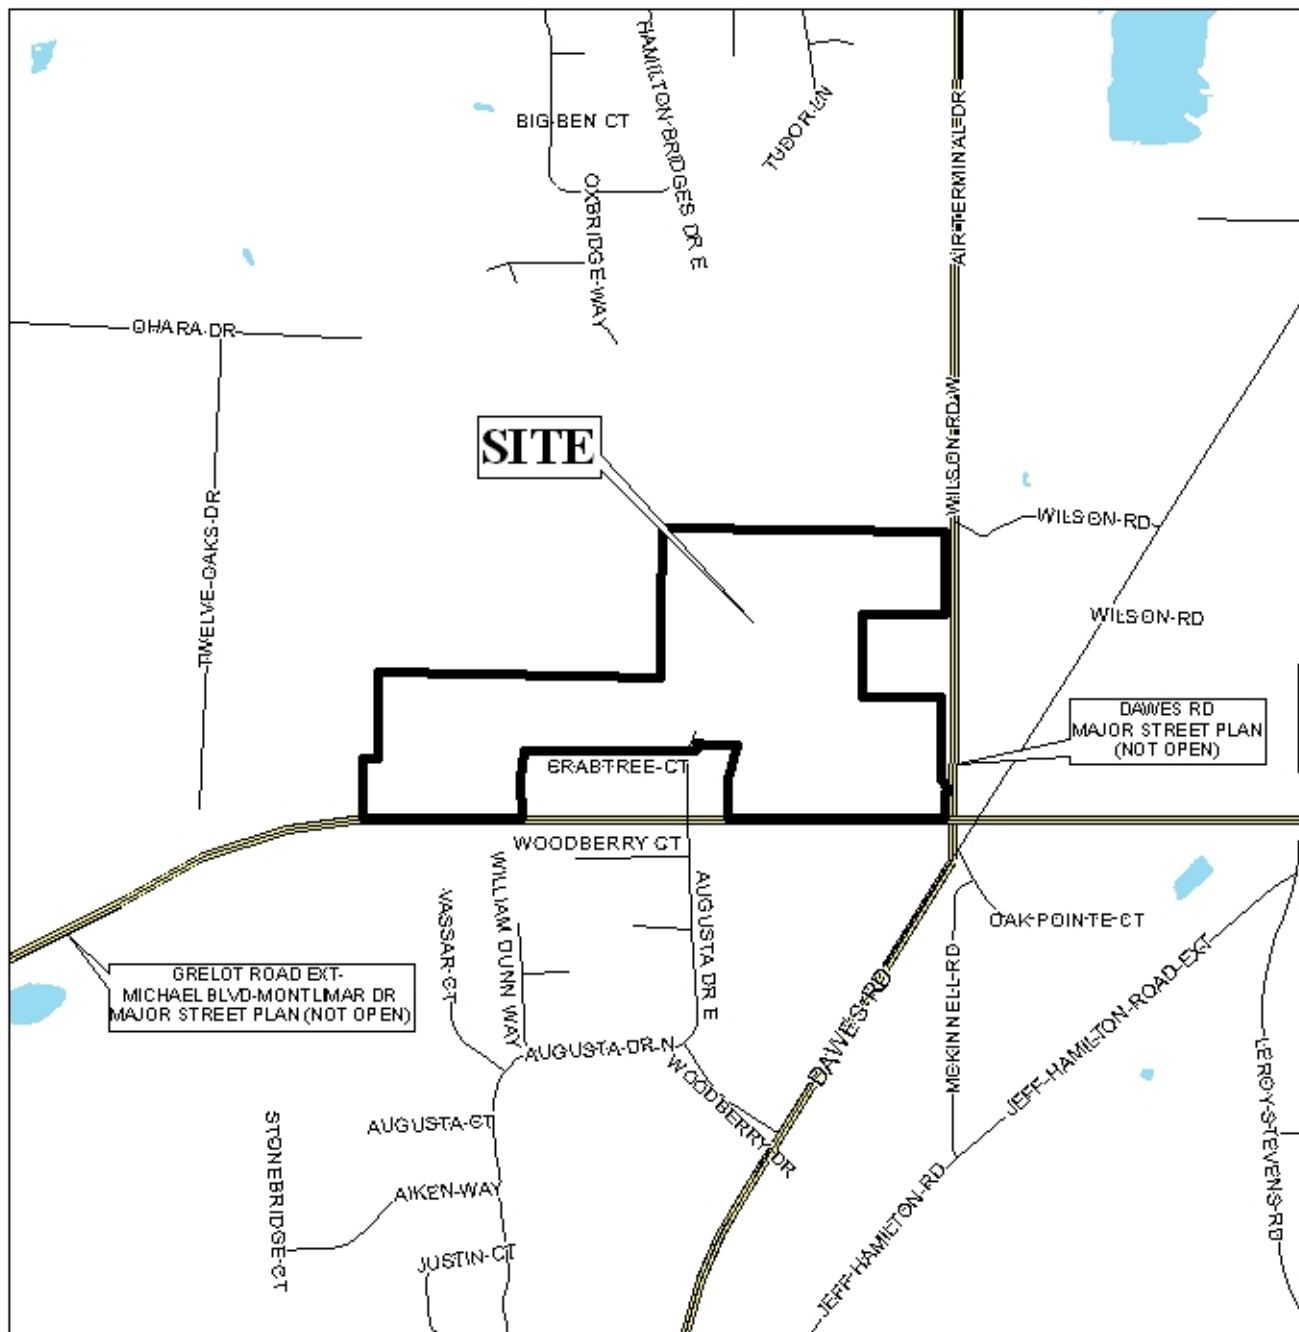 HAMILTON BRIDGES DR E
BIG BEN CT
TUDOR LN
AIR TERMINAL DR
OXBRIDGE WAY
OHARA DR
WILSON RD W
SITE
TWELVE OAKS DR
WILSON RD
WILSON RD
DAWES RD
MAJOR STREET PLAN
(NOT OPEN)
CRABTREE CT
WOODBERRY CT
WILLIAM DUNN WAY
VASSAR CT
AUGUSTA DR E
OAK POINTE CT
MCKINNELL RD
JEFF HAMILTON ROAD EXT
GRELOT ROAD EXT-
MICHAEL BLVD-MONTLIMAR DR
MAJOR STREET PLAN (NOT OPEN)
DAWES RD
AUGUSTA DR N
WOODBERRY DR
LEROY STEVENS RD
STONEBRIDGE CT
AUGUSTA CT
AIKEN WAY
JUSTIN CT
JEFF HAMILTON RD